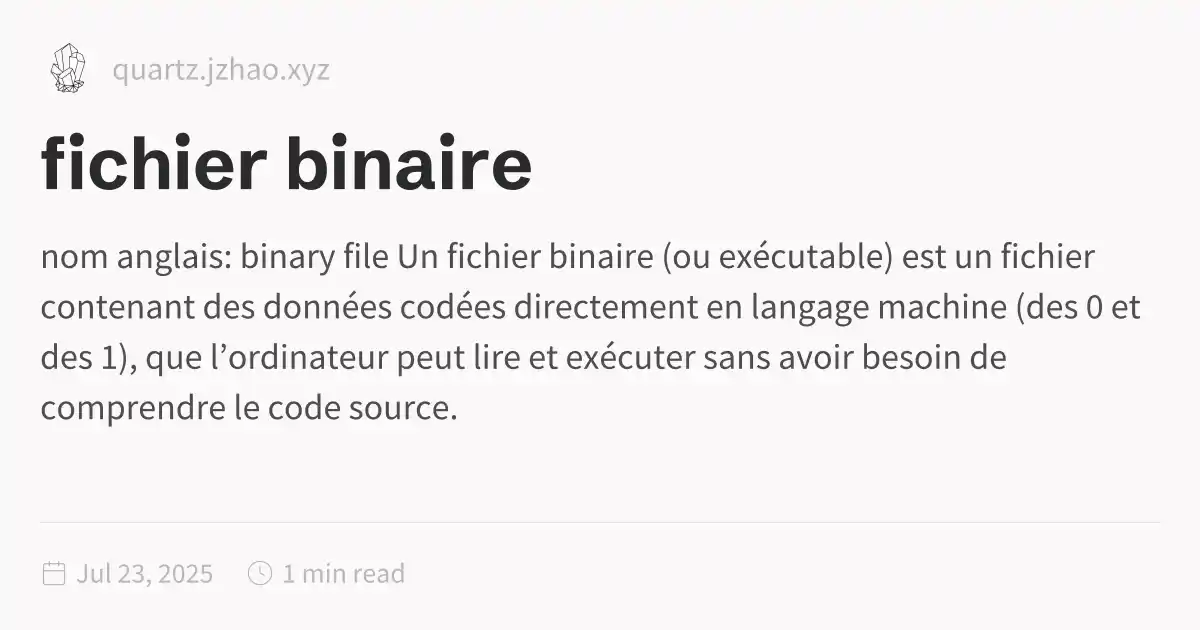 quartz.jzhao.xyz
fichier binaire
nom anglais: binary file Un fichier binaire (ou exécutable) est un fichier
contenant des données codées directement en langage machine (des 0 et
des 1), que l’ordinateur peut lire et exécuter sans avoir besoin de
comprendre le code source.
Jul 23, 2025 1 min read